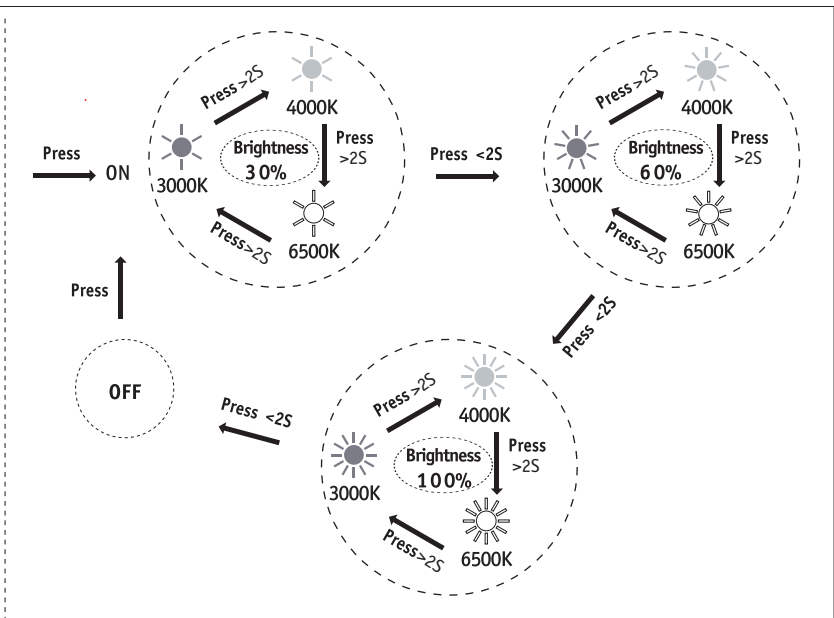 Press
ON
Press >2S
4000K
Press
>2S
Brightness
30%
3000K
6500K
Press>2S
Press <2S
Press >2S
4000K
Press
>2S
Brightness
60%
3000K
6500K
Press>2S
Press <2S
Press
OFF
Press <2S
Press >2S
4000K
Press
>2S
Brightness
100%
3000K
6500K
Press>2S